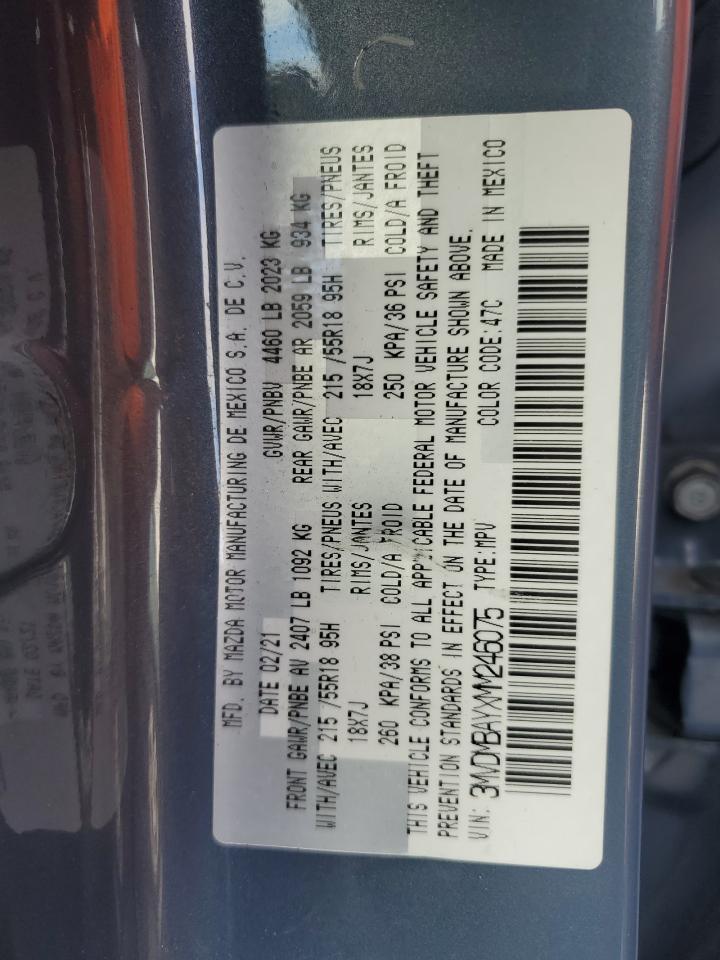 MFD. BY MAZDA MOTOR MANUFACTURING DE MEXICO S.A. DE C.V.
DATE 02/21 GVWR/PNBV 4460 LB 2023 KG
FRONT GAWR/PNBE AV 2407 LB 1092 KG REAR GAWR/PNBE AR 2059 LB 934 KG
WITH/AVEC 215 /55R18 95H TIRES/PNEUS WITH/AVEC 215 /55R18 95H TIRES/PNEUS
18X7J RIMS/JANTES 18X7J RIMS/JANTES
260 KPA/38 PSI COLD/A FROID 250 KPA/36 PSI COLD/A FROID
THIS VEHICLE CONFORMS TO ALL APPLICABLE FEDERAL MOTOR VEHICLE SAFETY AND THEFT
PREVENTION STANDARDS IN EFFECT ON THE DATE OF MANUFACTURE SHOWN ABOVE.
VIN: 3MVDMBAYXMM246075 TYPE:MPV COLOR CODE:47C MADE IN MEXICO